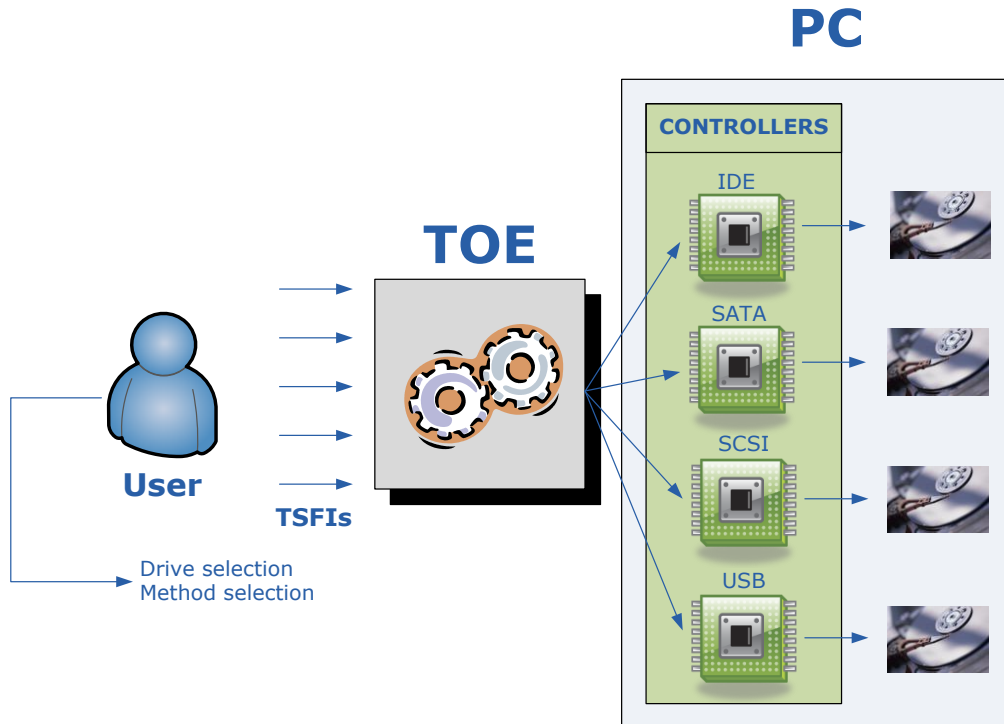 PC
CONTROLLERS
IDE
TOE
SATA
SCSI
User
TSFIs
USB
Drive selection
Method selection